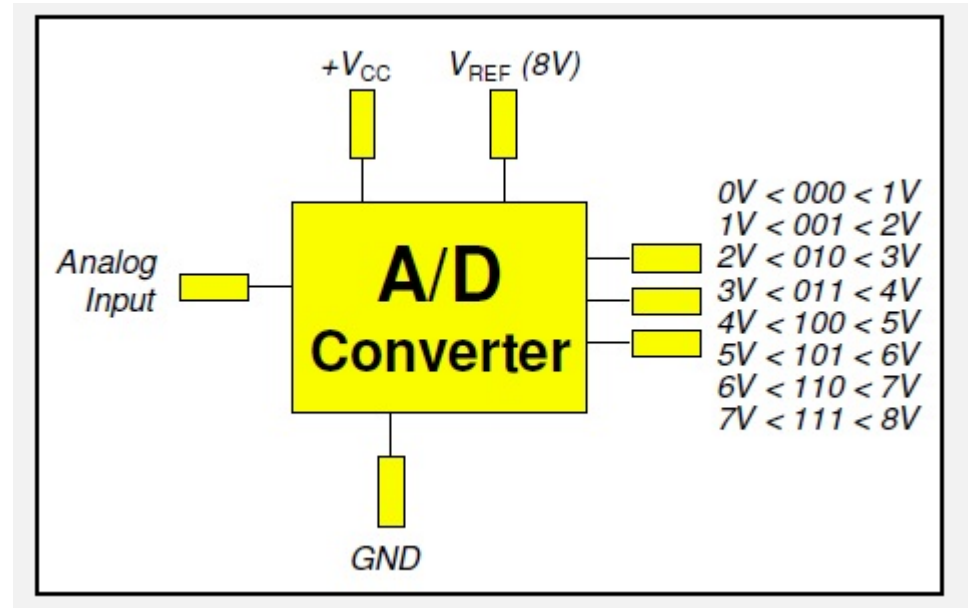 +VCC VREF (8V)
Analog
Input
A/D
Converter
0V < 000 < 1V
1V < 001 < 2V
2V < 010 < 3V
3V < 011 < 4V
4V < 100 < 5V
5V < 101 < 6V
6V < 110 < 7V
7V < 111 < 8V
GND